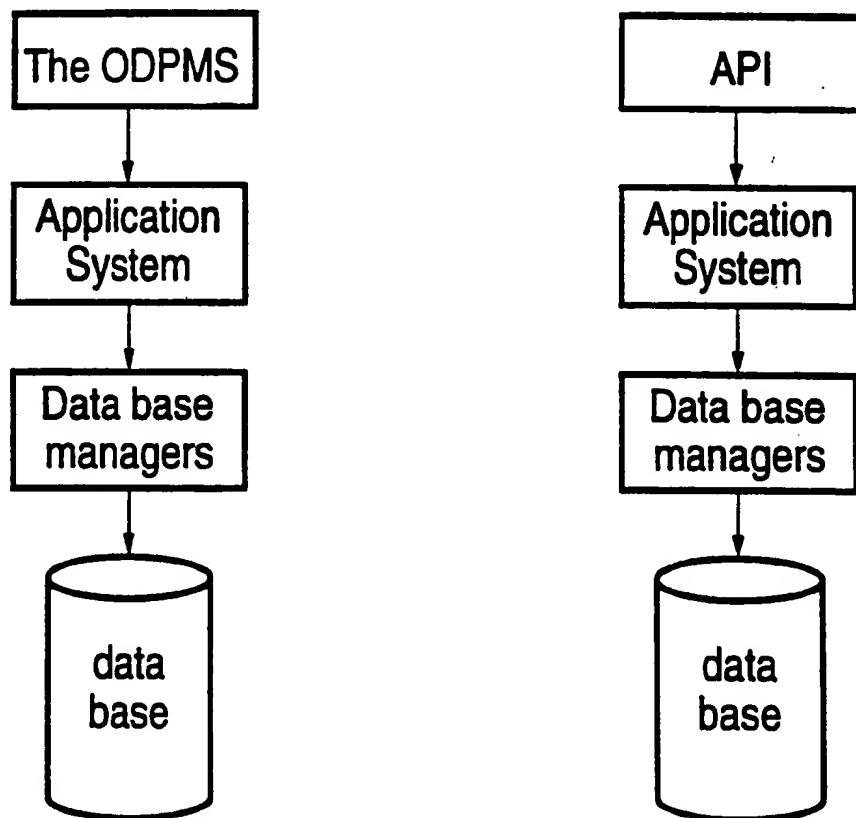 The ODPMS
Application
System
Data base
managers
data
base
API
Application
System
Data base
managers
data
base